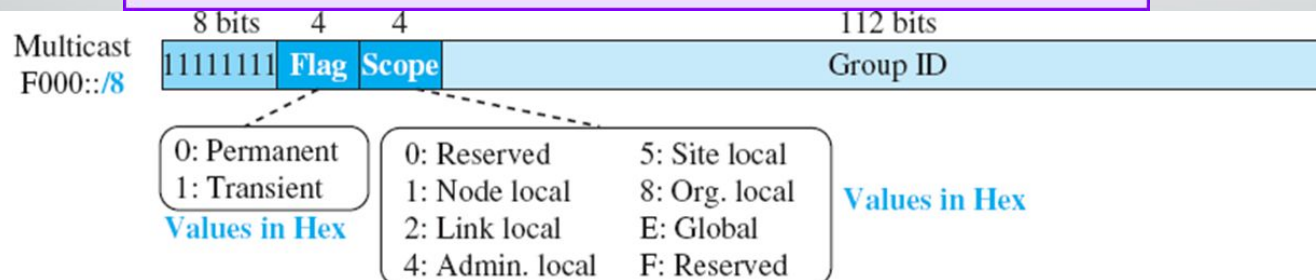 8 bits 4 4 112 bits
Multicast
F000::/8
11111111 Flag Scope Group ID
0: Permanent
1: Transient
Values in Hex
0: Reserved 5: Site local
1: Node local 8: Org. local
2: Link local E: Global
4: Admin. local F: Reserved
Values in Hex